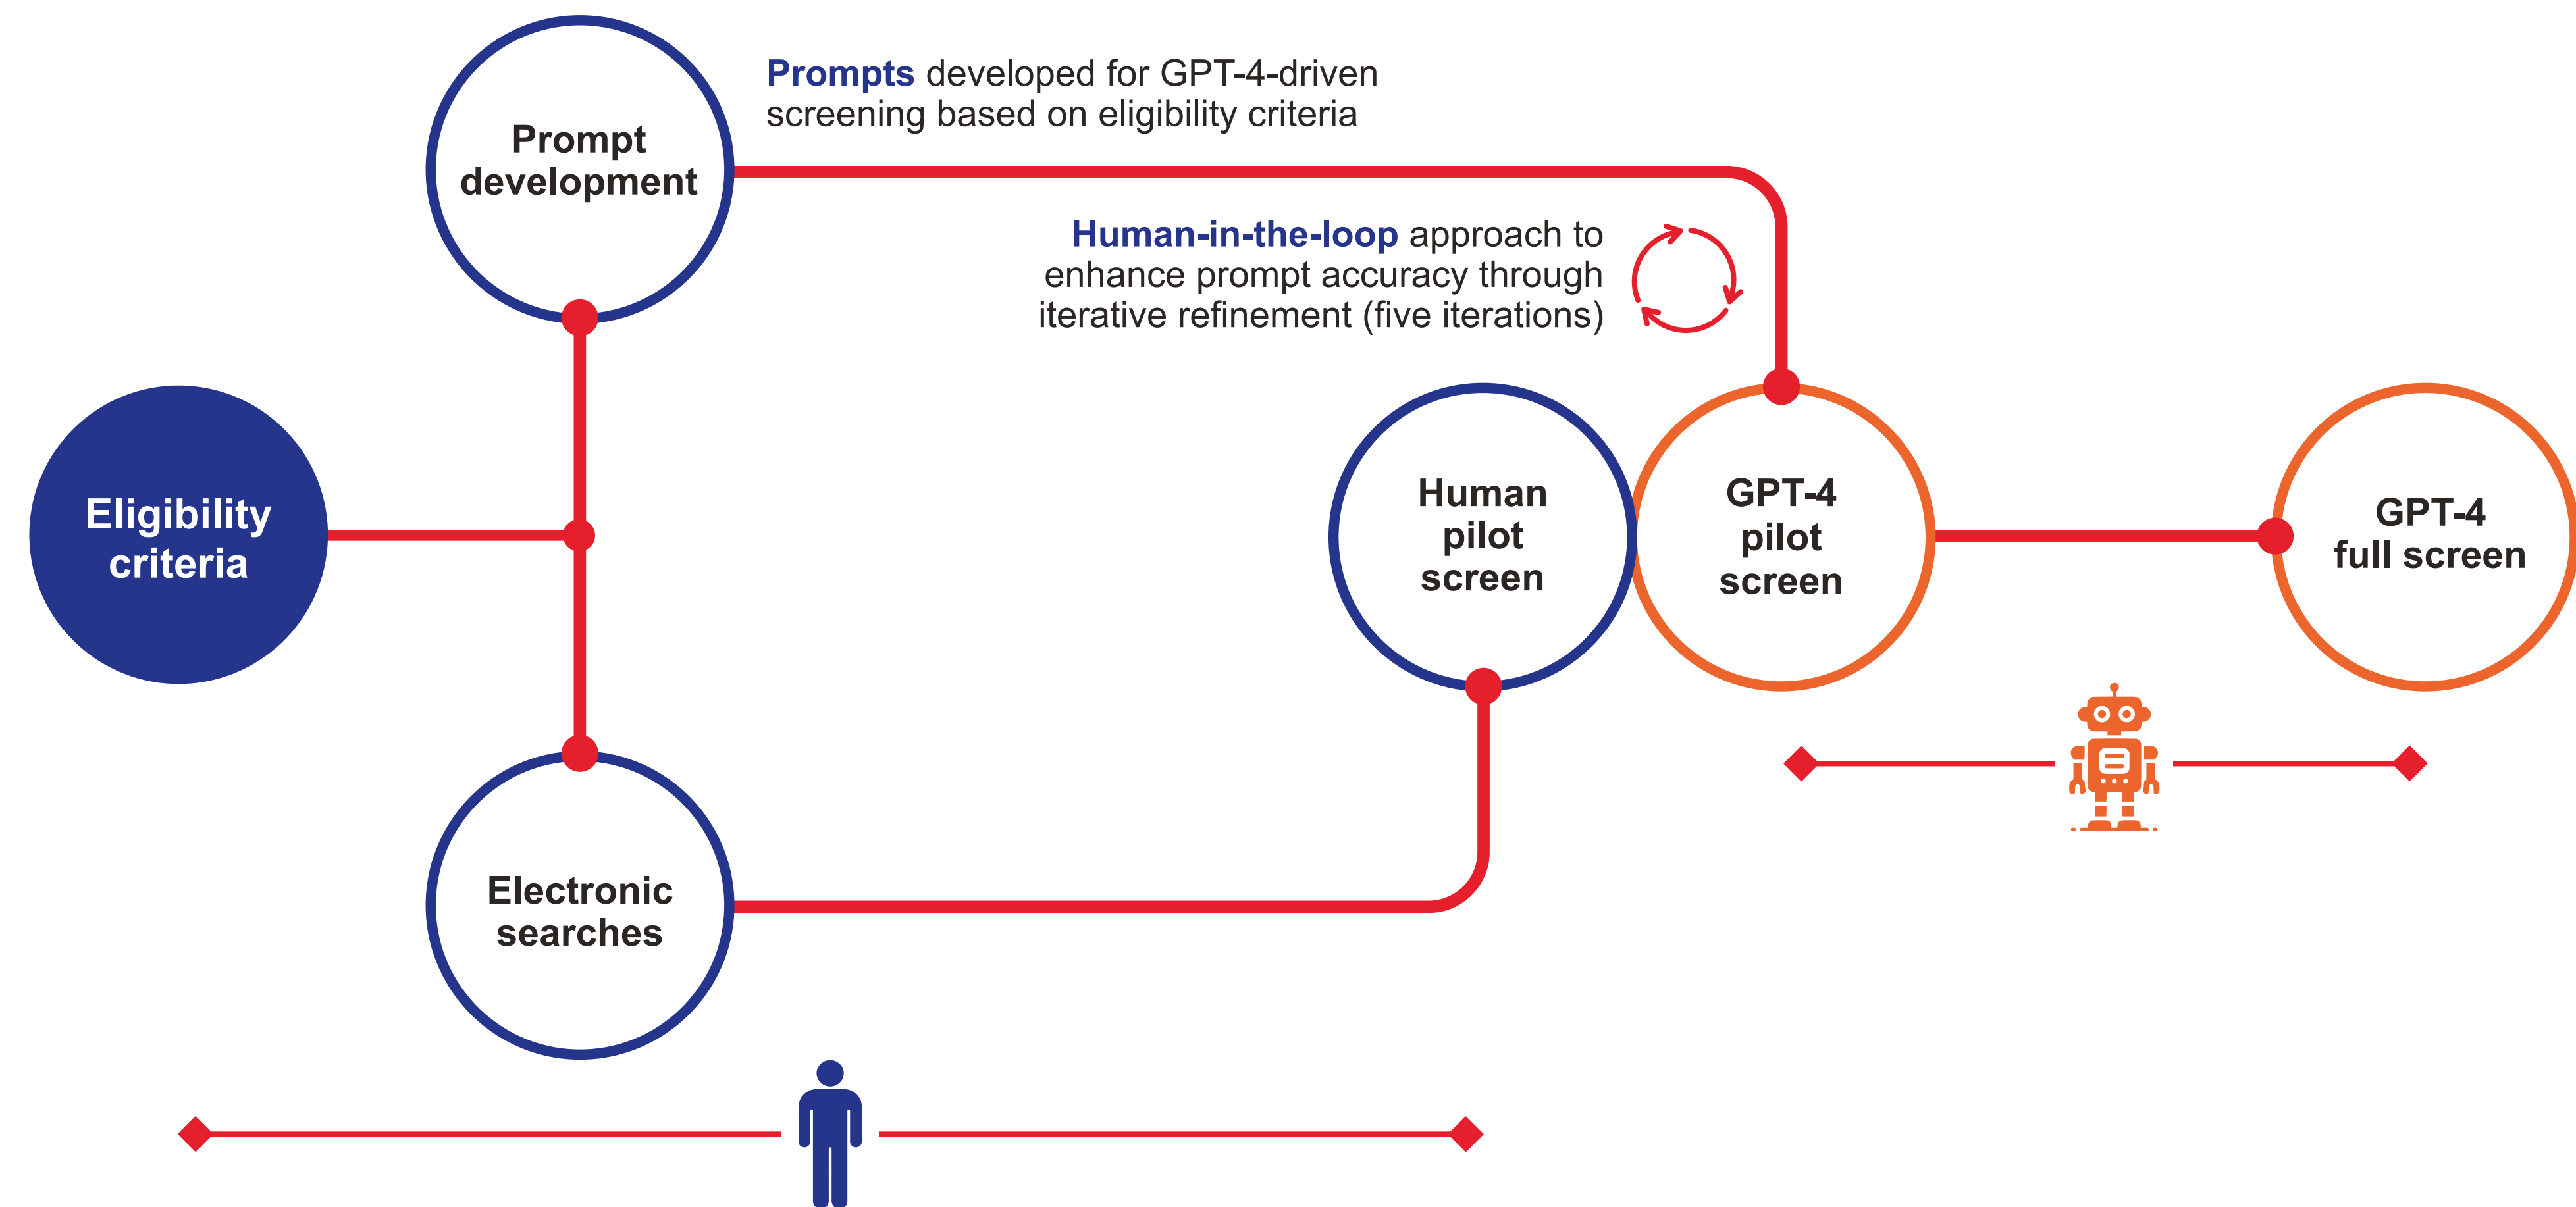 Prompt
development
Prompts developed for GPT-4-driven
screening based on eligibility criteria
Human-in-the-loop approach to
enhance prompt accuracy through
iterative refinement (five iterations)
Eligibility
criteria
Human
pilot
screen
GPT-4
pilot
screen
GPT-4
full screen
Electronic
searches